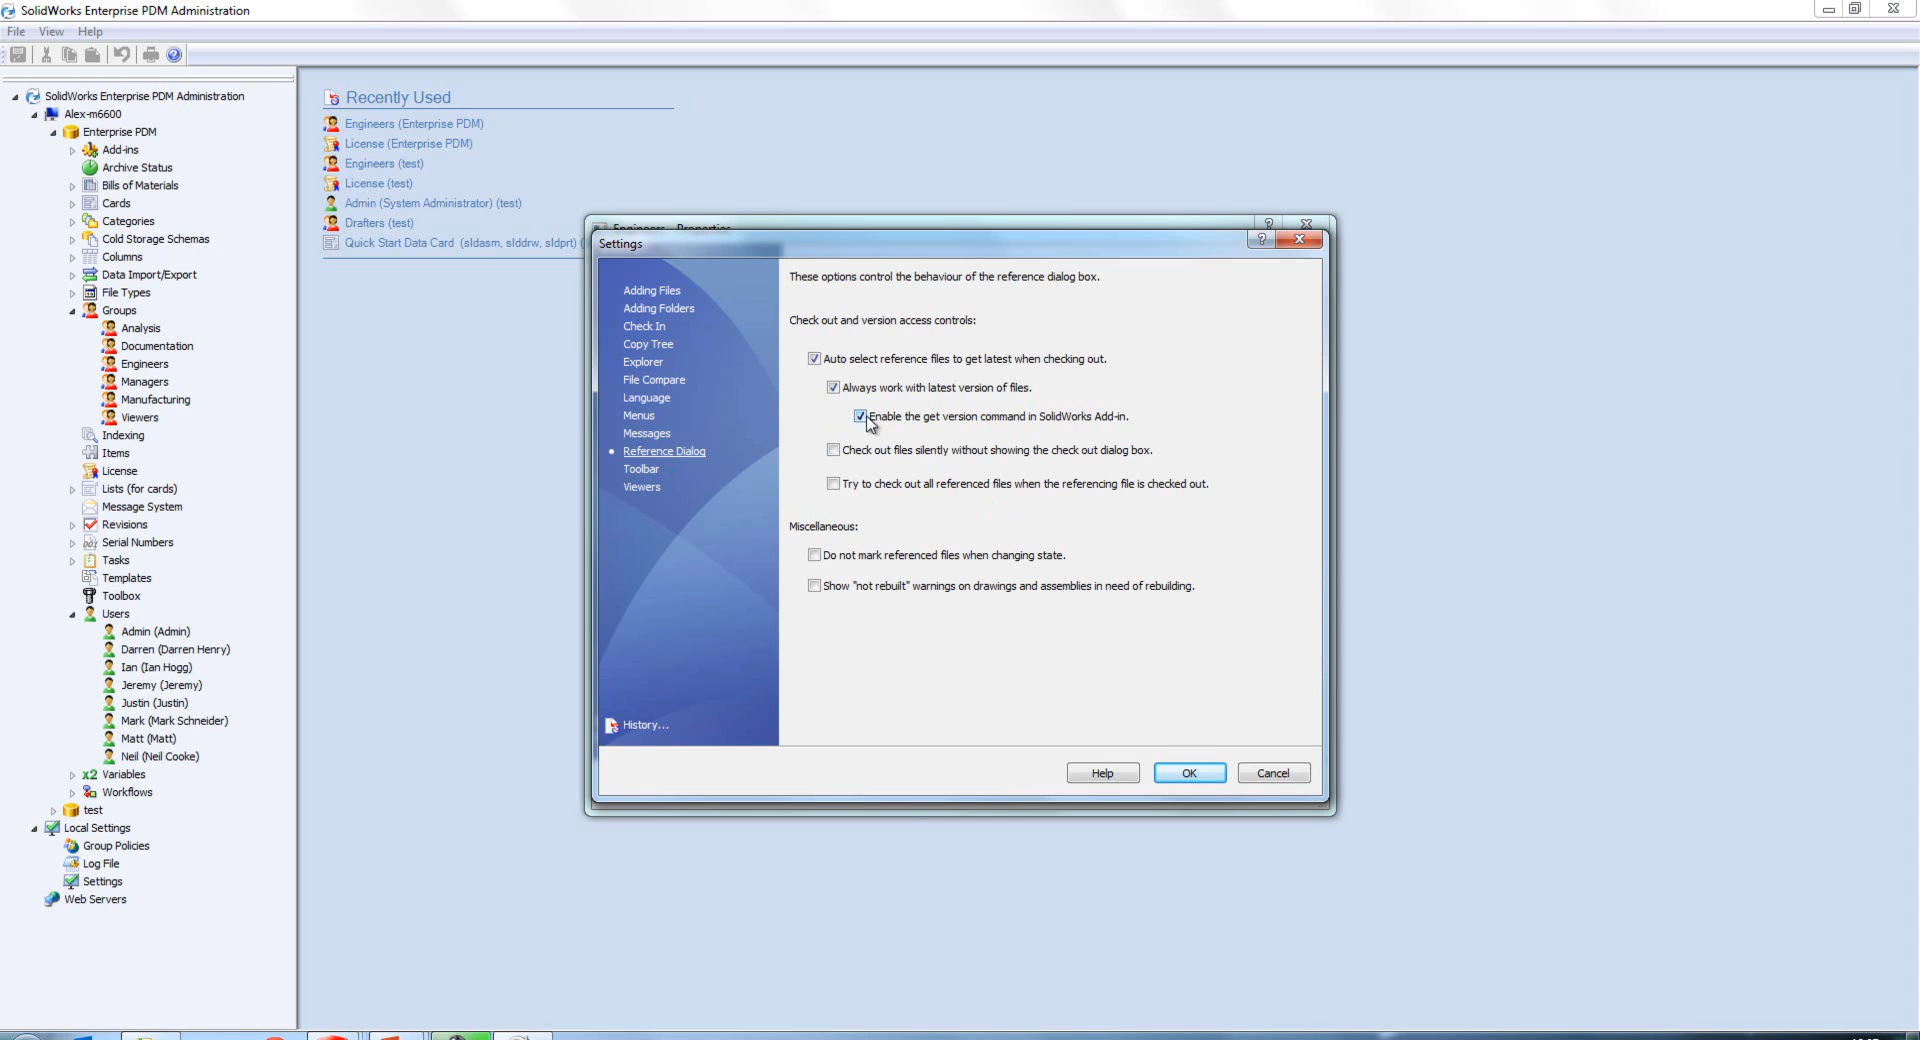 SolidWorks Enterprise PDM Administration
File View Help
SolidWorks Enterprise PDM Administration
Alex-m6600
Enterprise PDM
Add-ins
Archive Status
Bills of Materials
Cards
Categories
Cold Storage Schemas
Columns
Data Import/Export
File Types
Groups
Analysis
Documentation
Engineers
Managers
Manufacturing
Viewers
Indexing
Items
License
Lists (for cards)
Message System
Revisions
Serial Numbers
Tasks
Templates
Toolbox
Users
Admin (Admin)
Darren (Darren Henry)
Ian (Ian Hogg)
Jeremy (Jeremy)
Justin (Justin)
Mark (Mark Schneider)
Matt (Matt)
Neil (Neil Cooke)
x2 Variables
Workflows
test
Local Settings
Group Policies
Log File
Settings
Web Servers
Recently Used
Engineers (Enterprise PDM)
License (Enterprise PDM)
Engineers (test)
License (test)
Admin (System Administrator) (test)
Drafters (test)
Quick Start Data Card (sldasm, slddrw, sldprt) (
Engineers - Properties
Settings
Adding Files
Adding Folders
Check In
Copy Tree
Explorer
File Compare
Language
Menus
Messages
Reference Dialog
Toolbar
Viewers
History...
These options control the behaviour of the reference dialog box.
Check out and version access controls:
Auto select reference files to get latest when checking out.
Always work with latest version of files.
Enable the get version command in SolidWorks Add-in.
Check out files silently without showing the check out dialog box.
Try to check out all referenced files when the referencing file is checked out.
Miscellaneous:
Do not mark referenced files when changing state.
Show "not rebuilt" warnings on drawings and assemblies in need of rebuilding.
Help OK Cancel